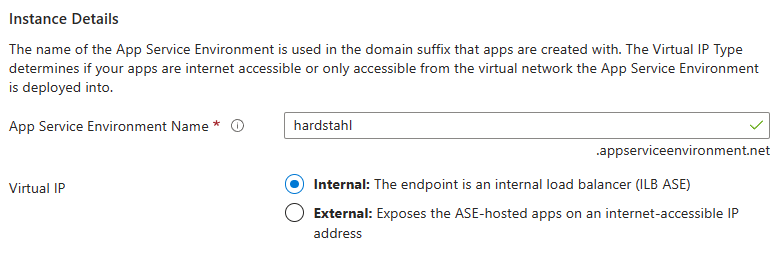 Instance Details
The name of the App Service Environment is used in the domain suffix that apps are created with. The Virtual IP Type
determines if your apps are internet accessible or only accessible from the virtual network the App Service Environment
is deployed into.
App Service Environment Name *
hardstahl
.appserviceenvironment.net
Virtual IP
Internal: The endpoint is an internal load balancer (ILB ASE)
External: Exposes the ASE-hosted apps on an internet-accessible IP
address